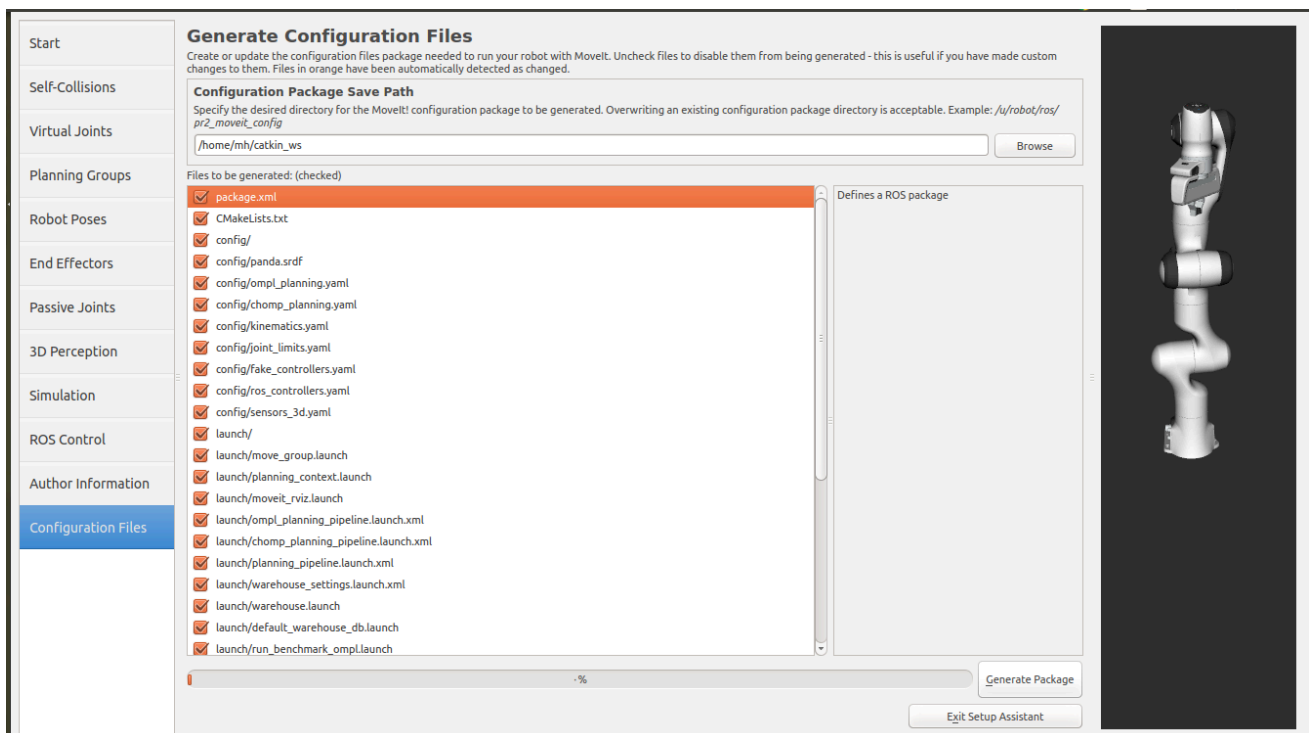 Start
Self-Collisions
Virtual Joints
Planning Groups
Robot Poses
End Effectors
Passive Joints
3D Perception
Simulation
ROS Control
Author Information
Configuration Files
Generate Configuration Files
Create or update the configuration files package needed to run your robot with MoveIt. Uncheck files to disable them from being generated - this is useful if you have made custom
changes to them. Files in orange have been automatically detected as changed.
Configuration Package Save Path
Specify the desired directory for the MoveIt! configuration package to be generated. Overwriting an existing configuration package directory is acceptable. Example: /u/robot/ros/
pr2_moveit_config
/home/mh/catkin_ws
Browse
Files to be generated: (checked)
package.xml
CMakeLists.txt
config/
config/panda.srdf
config/ompl_planning.yaml
config/chomp_planning.yaml
config/kinematics.yaml
config/joint_limits.yaml
config/fake_controllers.yaml
config/ros_controllers.yaml
config/sensors_3d.yaml
launch/
launch/move_group.launch
launch/planning_context.launch
launch/moveit_rviz.launch
launch/ompl_planning_pipeline.launch.xml
launch/chomp_planning_pipeline.launch.xml
launch/planning_pipeline.launch.xml
launch/warehouse_settings.launch.xml
launch/warehouse.launch
launch/default_warehouse_db.launch
launch/run_benchmark_ompl.launch
Defines a ROS package
-%
Generate Package
Exit Setup Assistant